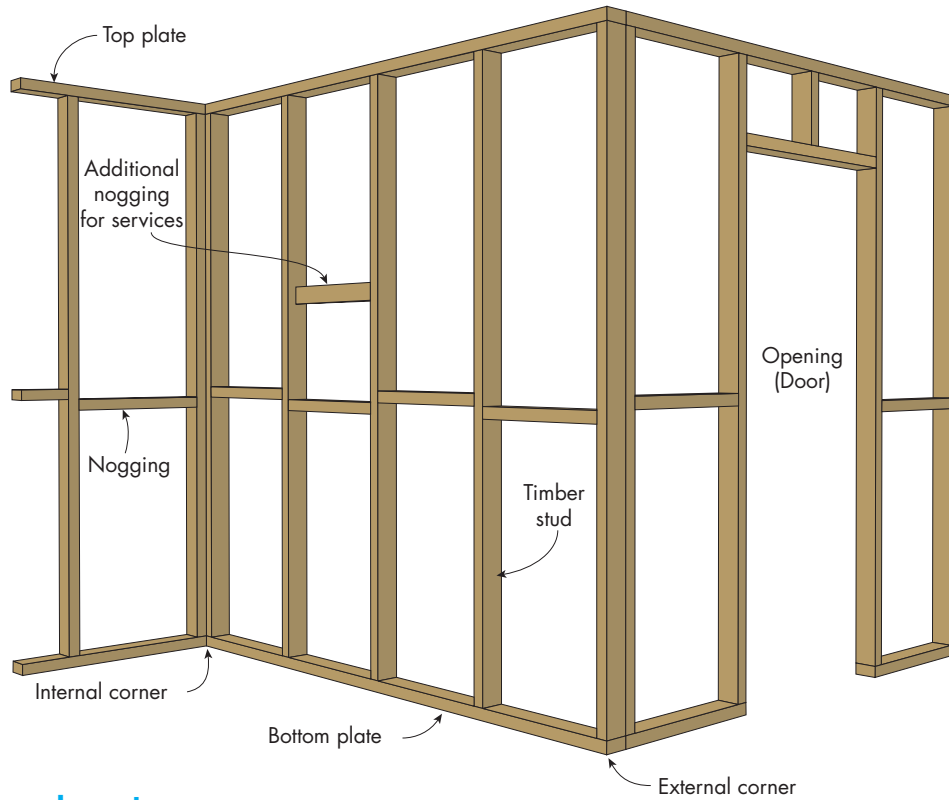 Top plate
Additional
nogging
for services
Opening
(Door)
Nogging
Timber
stud
Internal corner
Bottom plate
External corner